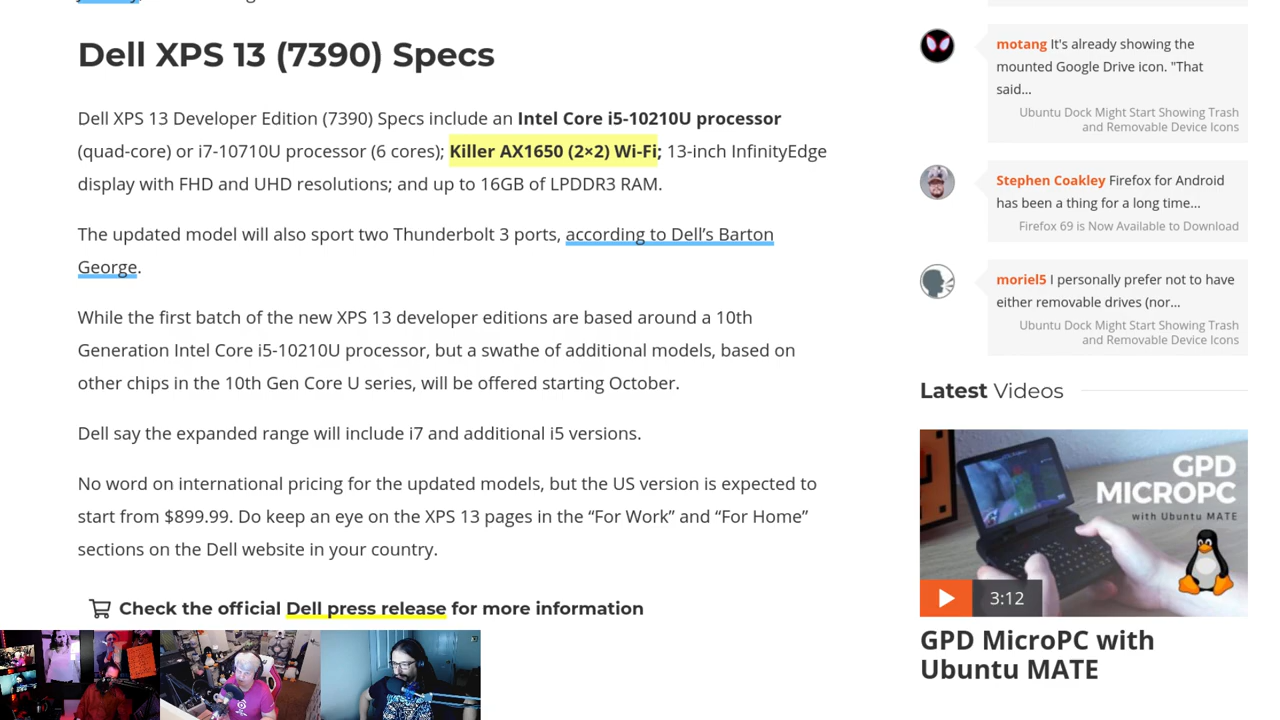 Dell XPS 13 (7390) Specs
Dell XPS 13 Developer Edition (7390) Specs include an Intel Core i5-10210U processor
(quad-core) or i7-10710U processor (6 cores); Killer AX1650 (2×2) Wi-Fi; 13-inch InfinityEdge
display with FHD and UHD resolutions; and up to 16GB of LPDDR3 RAM.
The updated model will also sport two Thunderbolt 3 ports, according to Dell’s Barton
George.
While the first batch of the new XPS 13 developer editions are based around a 10th
Generation Intel Core i5-10210U processor, but a swathe of additional models, based on
other chips in the 10th Gen Core U series, will be offered starting October.
Dell say the expanded range will include i7 and additional i5 versions.
No word on international pricing for the updated models, but the US version is expected to
start from $899.99. Do keep an eye on the XPS 13 pages in the “For Work” and “For Home”
sections on the Dell website in your country.
Check the official Dell press release for more information
motang It's already showing the
mounted Google Drive icon. "That
said...
Ubuntu Dock Might Start Showing Trash
and Removable Device Icons
Stephen Coakley Firefox for Android
has been a thing for a long time...
Firefox 69 is Now Available to Download
moriel5 I personally prefer not to have
either removable drives (nor...
Ubuntu Dock Might Start Showing Trash
and Removable Device Icons
Latest Videos
GPD
MICROPC
with Ubuntu MATE
3:12
GPD MicroPC with
Ubuntu MATE